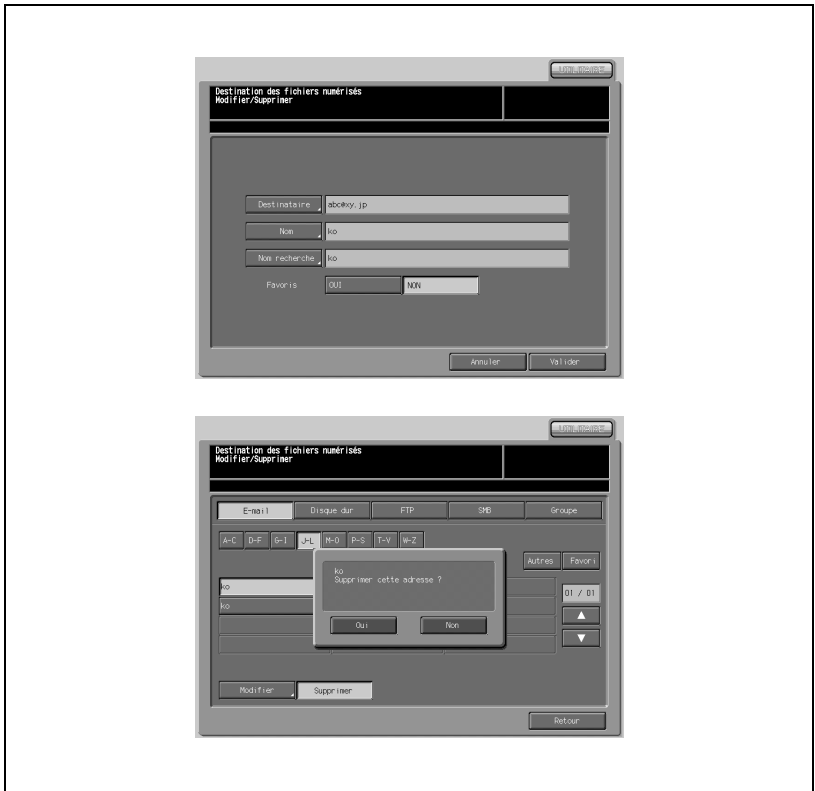 UTILITAIRE
Destination des fichiers numérisés
Modifier/Supprimer
Destinataire
abc@xy.jp
Nom
ko
Nom recherche
ko
Favoris
OUI
NON
Annuler
Valider
UTILITAIRE
Destination des fichiers numérisés
Modifier/Supprimer
E-mail
Disque dur
FTP
SMB
Groupe
A-C
D-F
G-I
J-L
M-O
P-S
T-V
W-Z
Autres
Favori
ko
Supprimer cette adresse ?
Oui
Non
ko
ko
01 / 01
Modifier
Supprimer
Retour